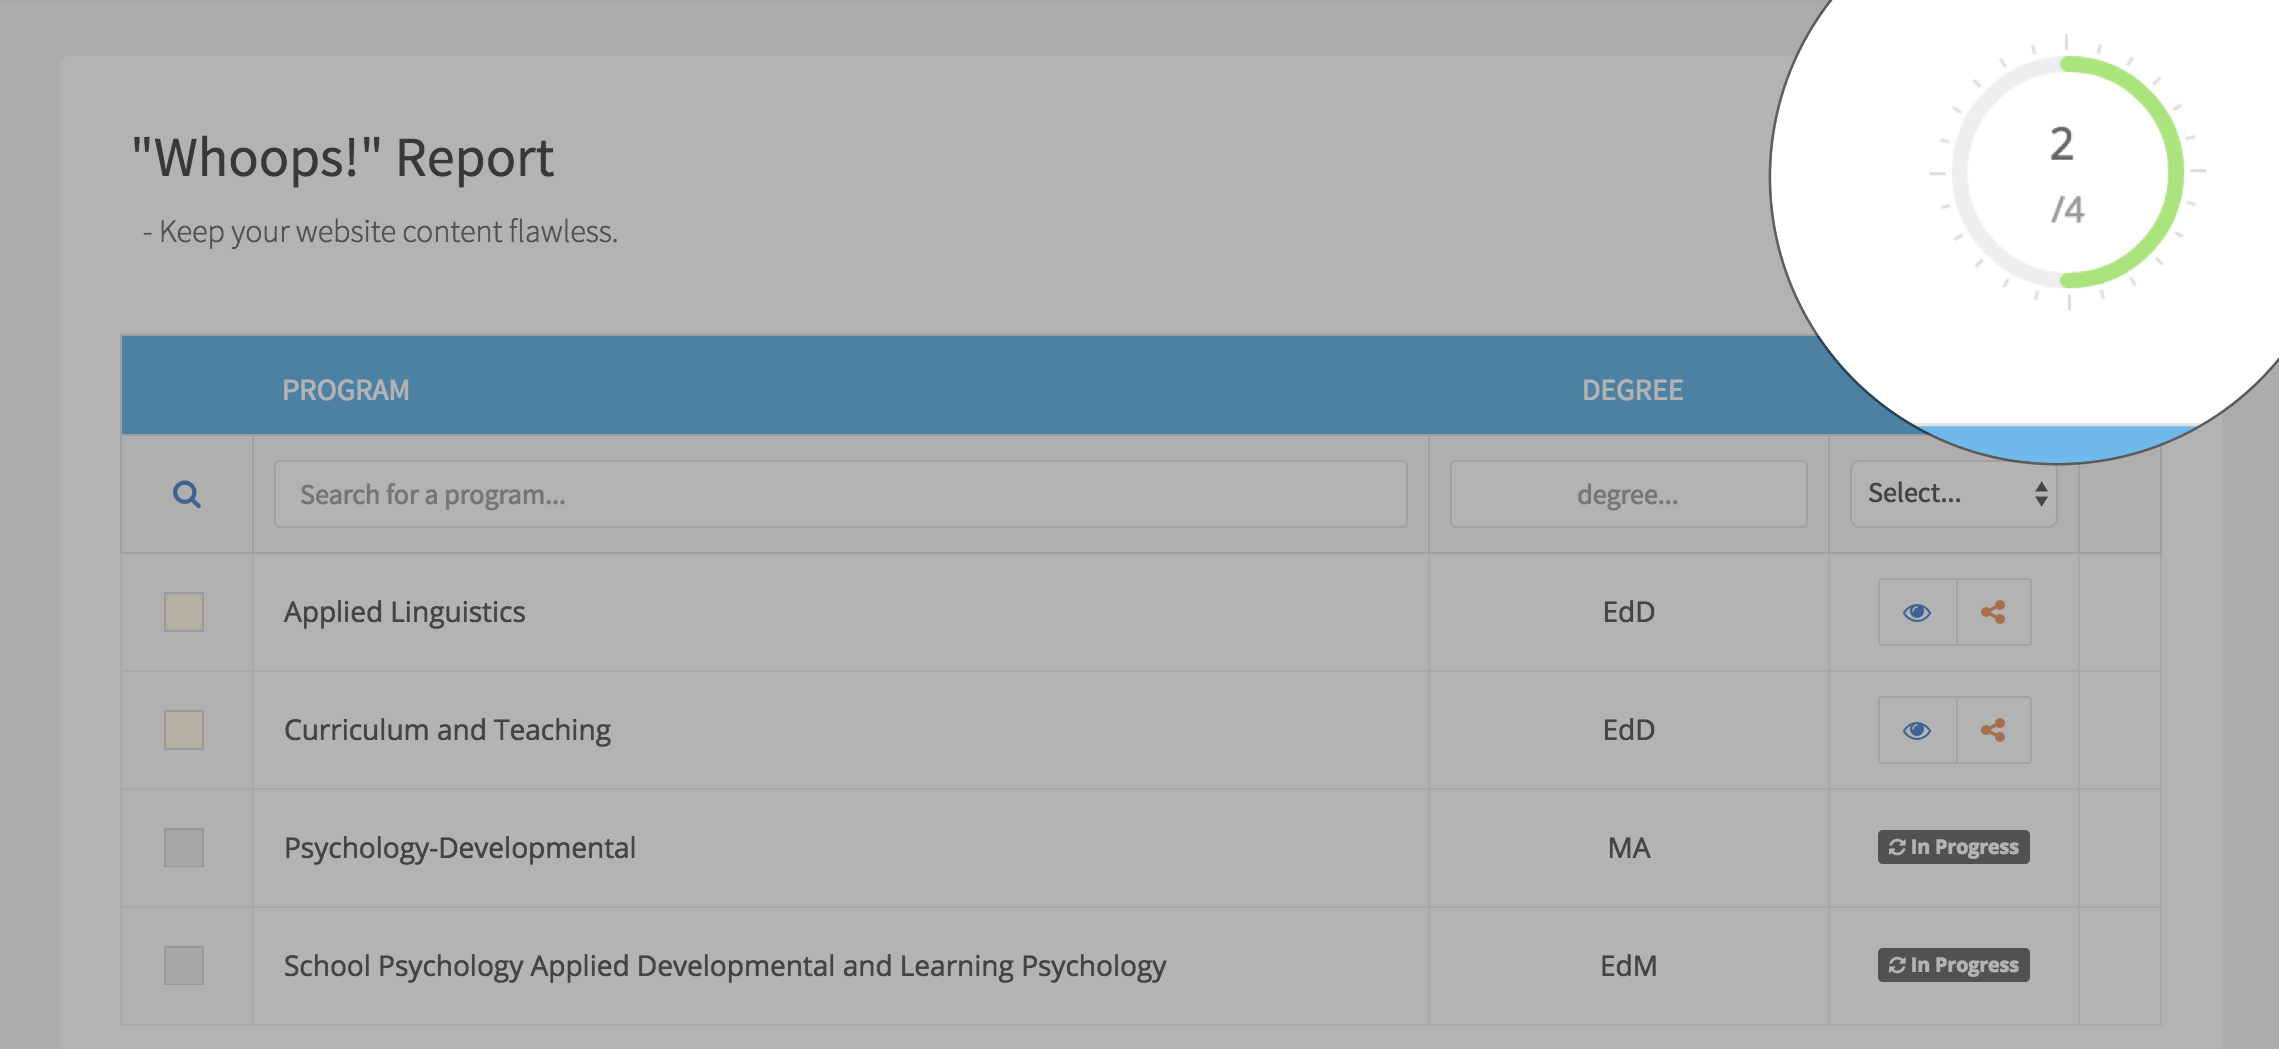 2
/4
"Whoops!" Report
- Keep your website content flawless.
PROGRAM DEGREE
Search for a program... degree... Select...
Applied Linguistics EdD
Curriculum and Teaching EdD
Psychology-Developmental MA In Progress
School Psychology Applied Developmental and Learning Psychology EdM In Progress